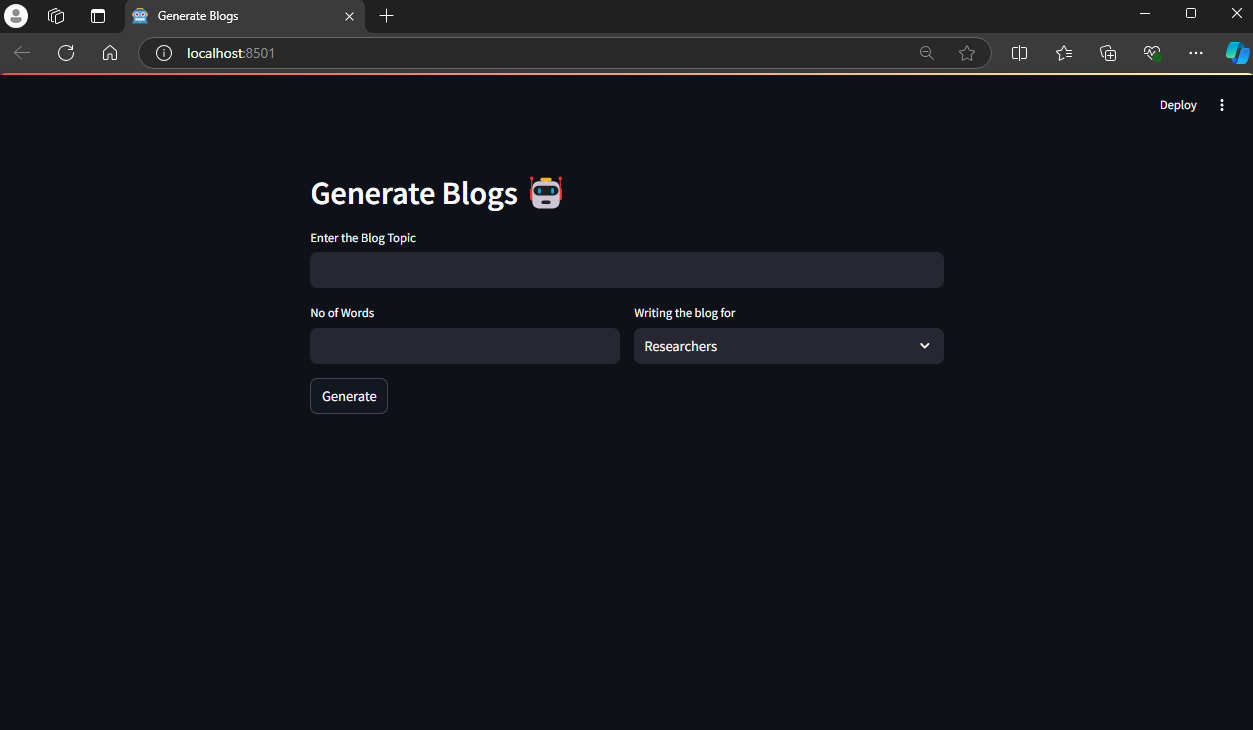 Generate Blogs
localhost:8501
Deploy
Generate Blogs
Enter the Blog Topic
No of Words
Writing the blog for
Researchers
Generate